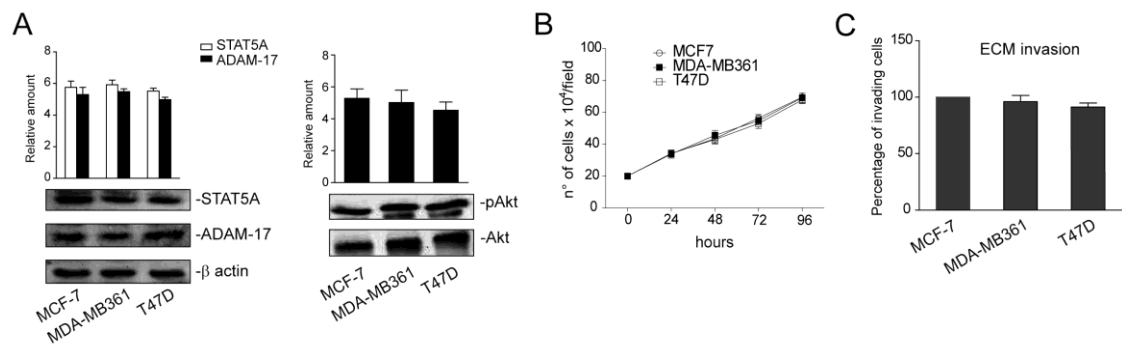 A
STAT5A
ADAM-17
Relative amount
8
6
4
2
0
-STAT5A
-ADAM-17
-β actin
MCF-7
MDA-MB361
T47D
Relative amount
8
6
4
2
0
-pAkt
-Akt
MCF-7
MDA-MB361
T47D
B
MCF7
MDA-MB361
T47D
n° of cells x 10⁴/field
100
80
60
40
20
0
0 24 48 72 96
hours
C
ECM invasion
Percentage of invading cells
150
100
50
0
MCF-7
MDA-MB361
T47D